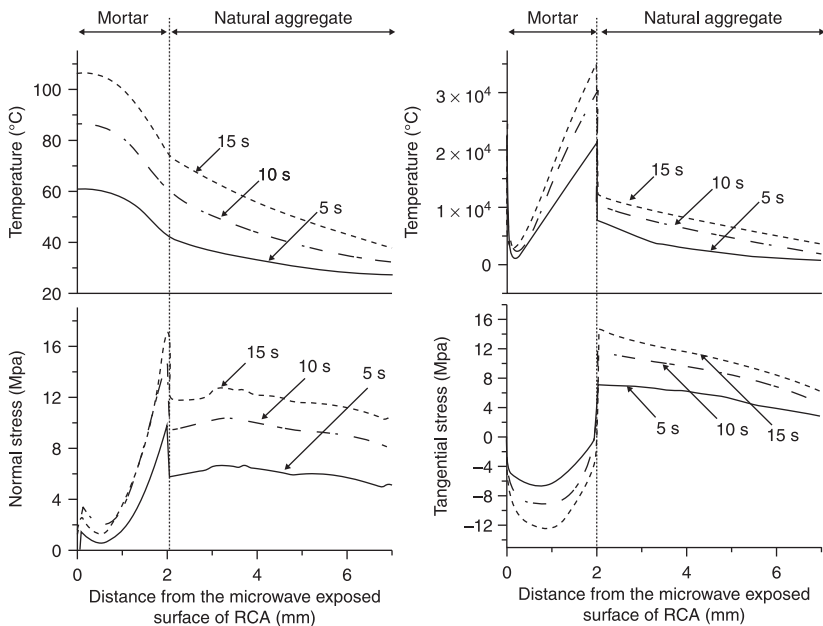 Mortar
Natural aggregate
Temperature (°C)
100
80
60
40
20
15 s
10 s
5 s
Mortar
Natural aggregate
Temperature (°C)
3 × 10⁴
2 × 10⁴
1 × 10⁴
0
15 s
10 s
5 s
Normal stress (Mpa)
16
12
8
4
0
15 s
10 s
5 s
0
2
4
6
Distance from the microwave exposed
surface of RCA (mm)
Tangential stress (Mpa)
16
12
8
4
0
−4
−8
−12
5 s
10 s
15 s
0
2
4
6
Distance from the microwave exposed
surface of RCA (mm)